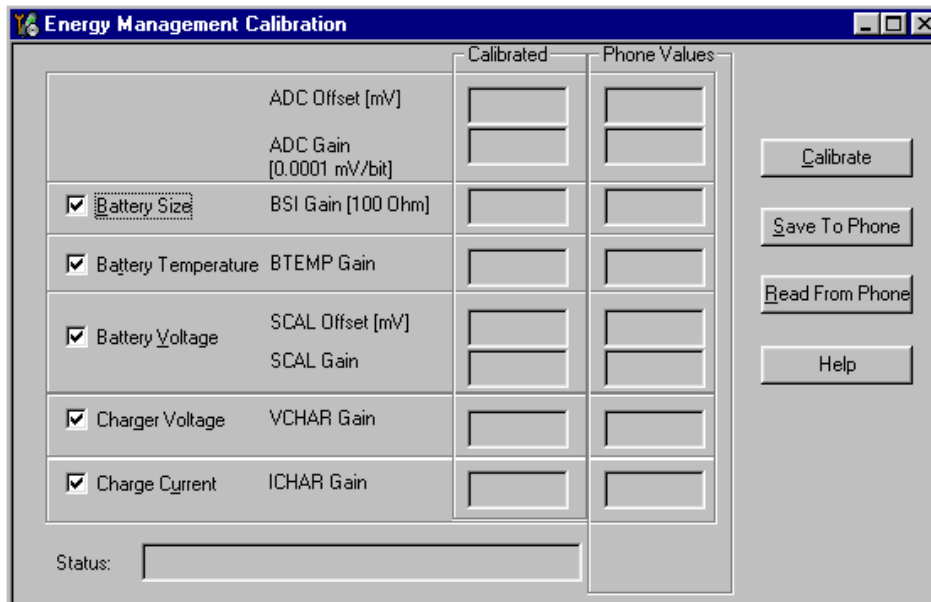 Energy Management Calibration
Calibrated Phone Values
ADC Offset [mV]
ADC Gain
[0.0001 mV/bit]
Battery Size BSI Gain [100 Ohm]
Battery Temperature BTEMP Gain
Battery Voltage SCAL Offset [mV]
SCAL Gain
Charger Voltage VCHAR Gain
Charge Current ICHAR Gain
Status:
Calibrate
Save To Phone
Read From Phone
Help